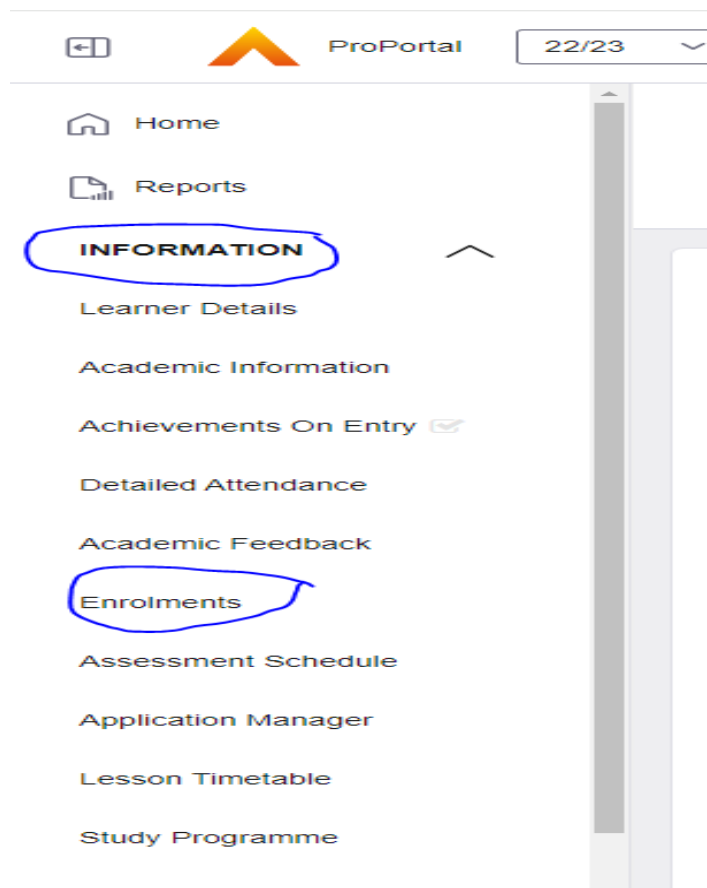 ProPortal 22/23
Home
Reports
INFORMATION
Learner Details
Academic Information
Achievements On Entry
Detailed Attendance
Academic Feedback
Enrolments
Assessment Schedule
Application Manager
Lesson Timetable
Study Programme